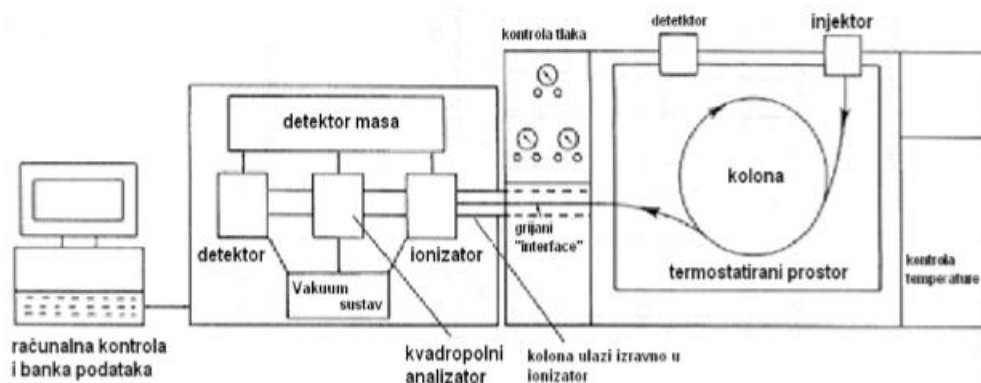 kontrola tlaka
detetktor
injektor
detektor masa
kolona
detektor
ionizator
grijani
"interface"
termostatirani prostor
kontrola
temperature
Vakuum
sustav
računalna kontrola
i banka podataka
kvadropolni
analizator
kolona ulazi izravno u
ionizator